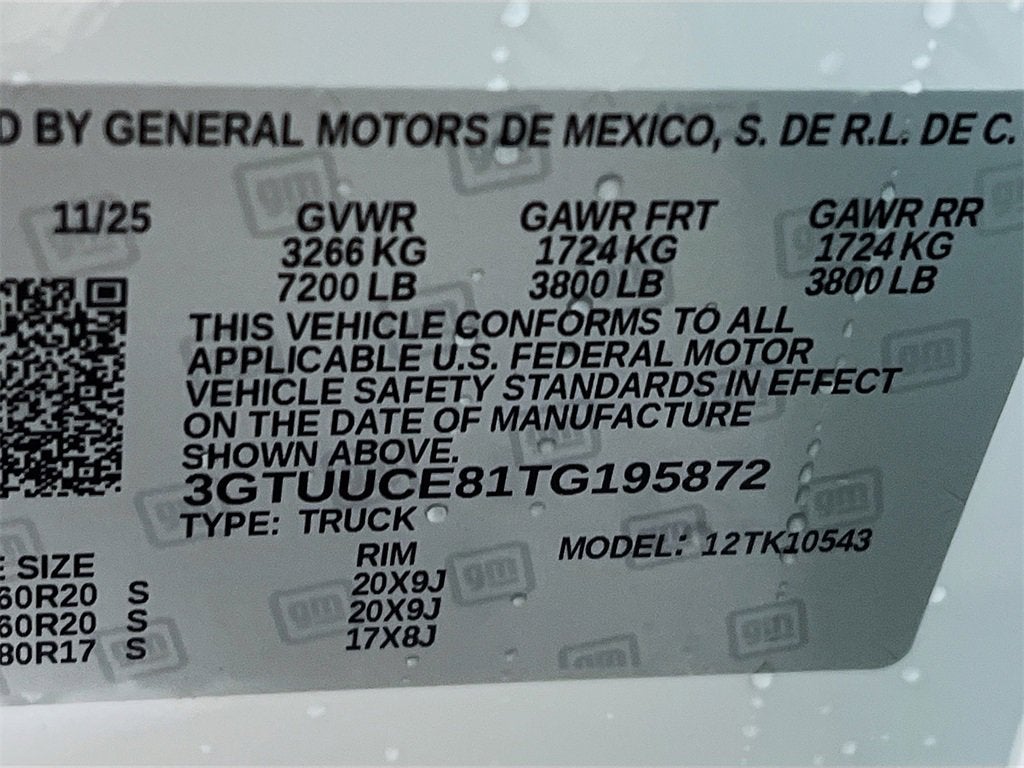 D BY GENERAL MOTORS DE MEXICO, S. DE R.L. DE C.
11/25 GVWR GAWR FRT GAWR RR
3266 KG 1724 KG 1724 KG
7200 LB 3800 LB 3800 LB
THIS VEHICLE CONFORMS TO ALL
APPLICABLE U.S. FEDERAL MOTOR
VEHICLE SAFETY STANDARDS IN EFFECT
ON THE DATE OF MANUFACTURE
SHOWN ABOVE.
3GTUUCE81TG195872
TYPE: TRUCK MODEL: 12TK10543
E SIZE RIM
60R20 S 20X9J
60R20 S 20X9J
80R17 S 17X8J
gm